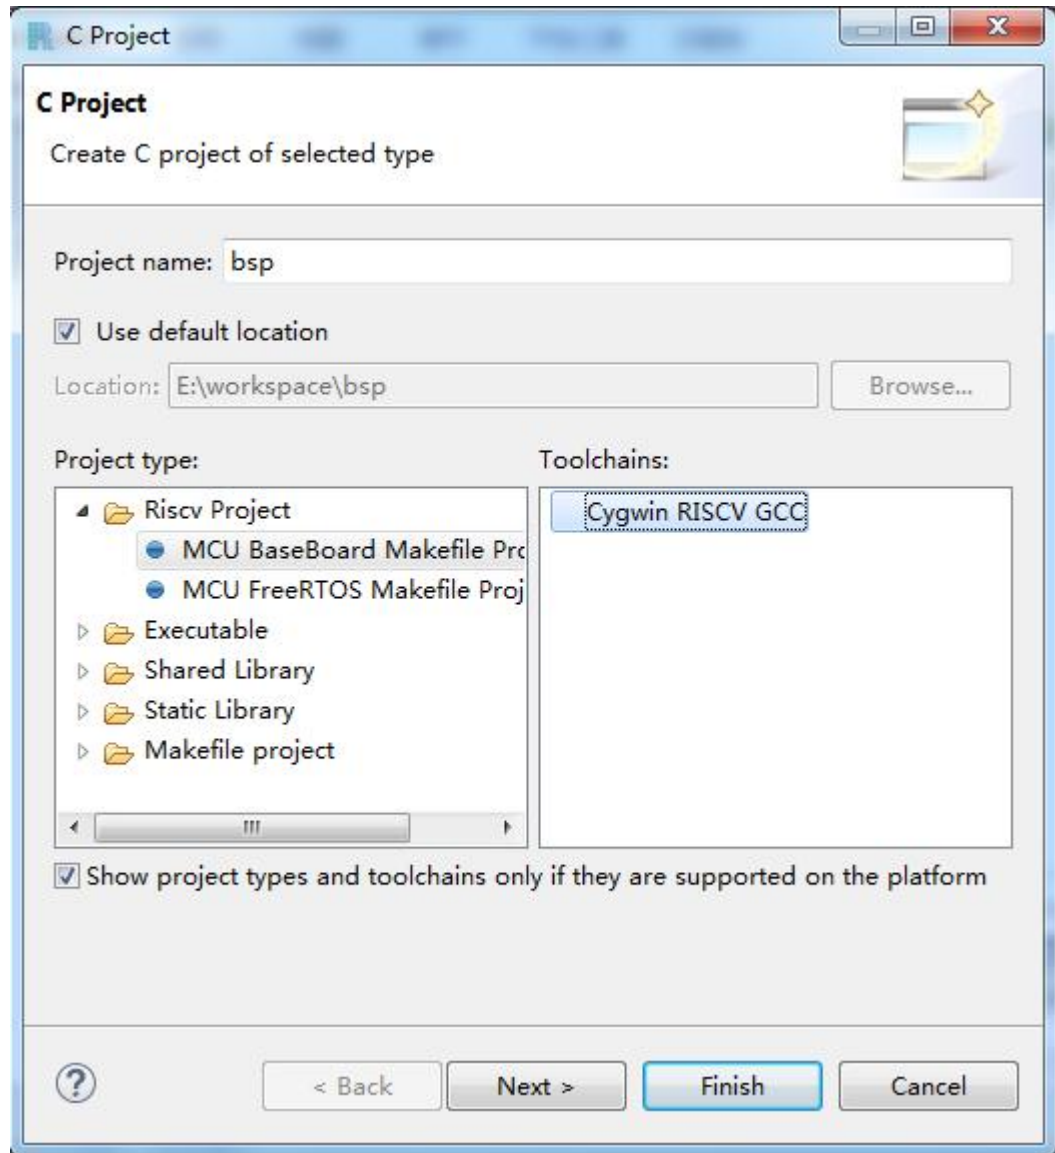 C Project
C Project
Create C project of selected type
Project name: bsp
Use default location
Location: E:\workspace\bsp Browse...
Project type: Toolchains:
Riscv Project Cygwin RISCV GCC
MCU BaseBoard Makefile Pro
MCU FreeRTOS Makefile Proj
Executable
Shared Library
Static Library
Makefile project
Show project types and toolchains only if they are supported on the platform
? < Back Next > Finish Cancel